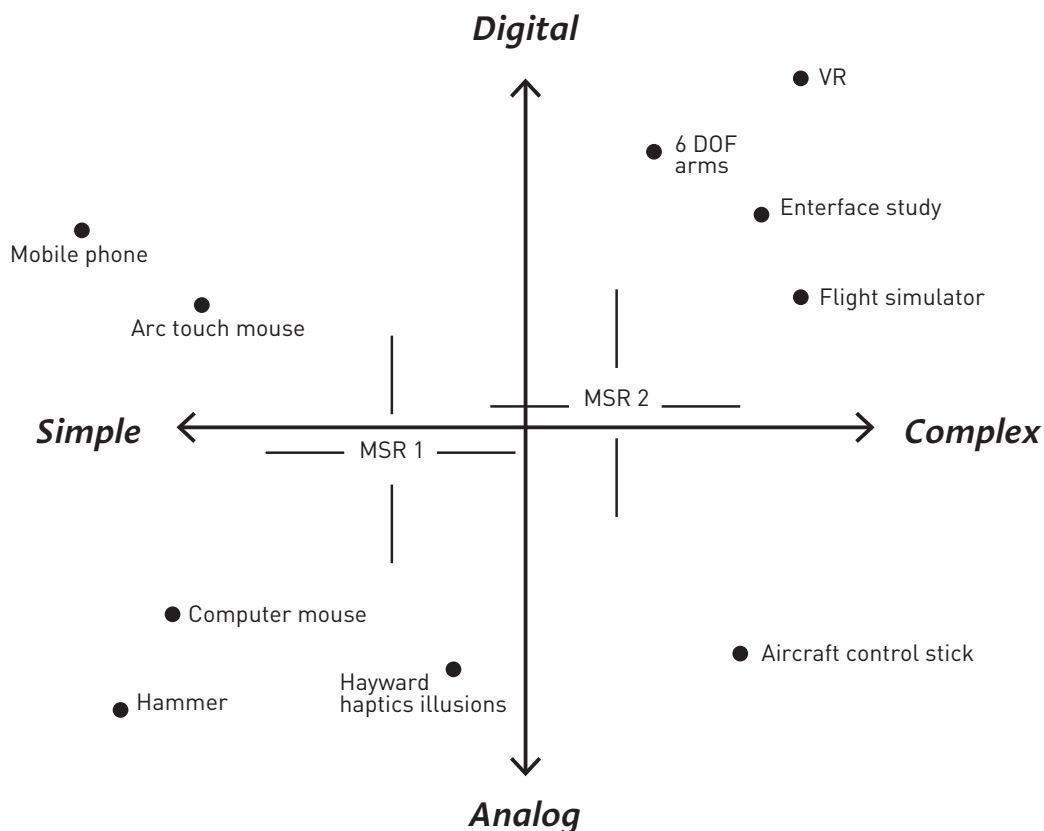 Digital
VR
6 DOF
arms
Enterface study
Mobile phone
Flight simulator
Arc touch mouse
MSR 2
Simple
Complex
MSR 1
Computer mouse
Aircraft control stick
Hayward
haptics illusions
Hammer
Analog